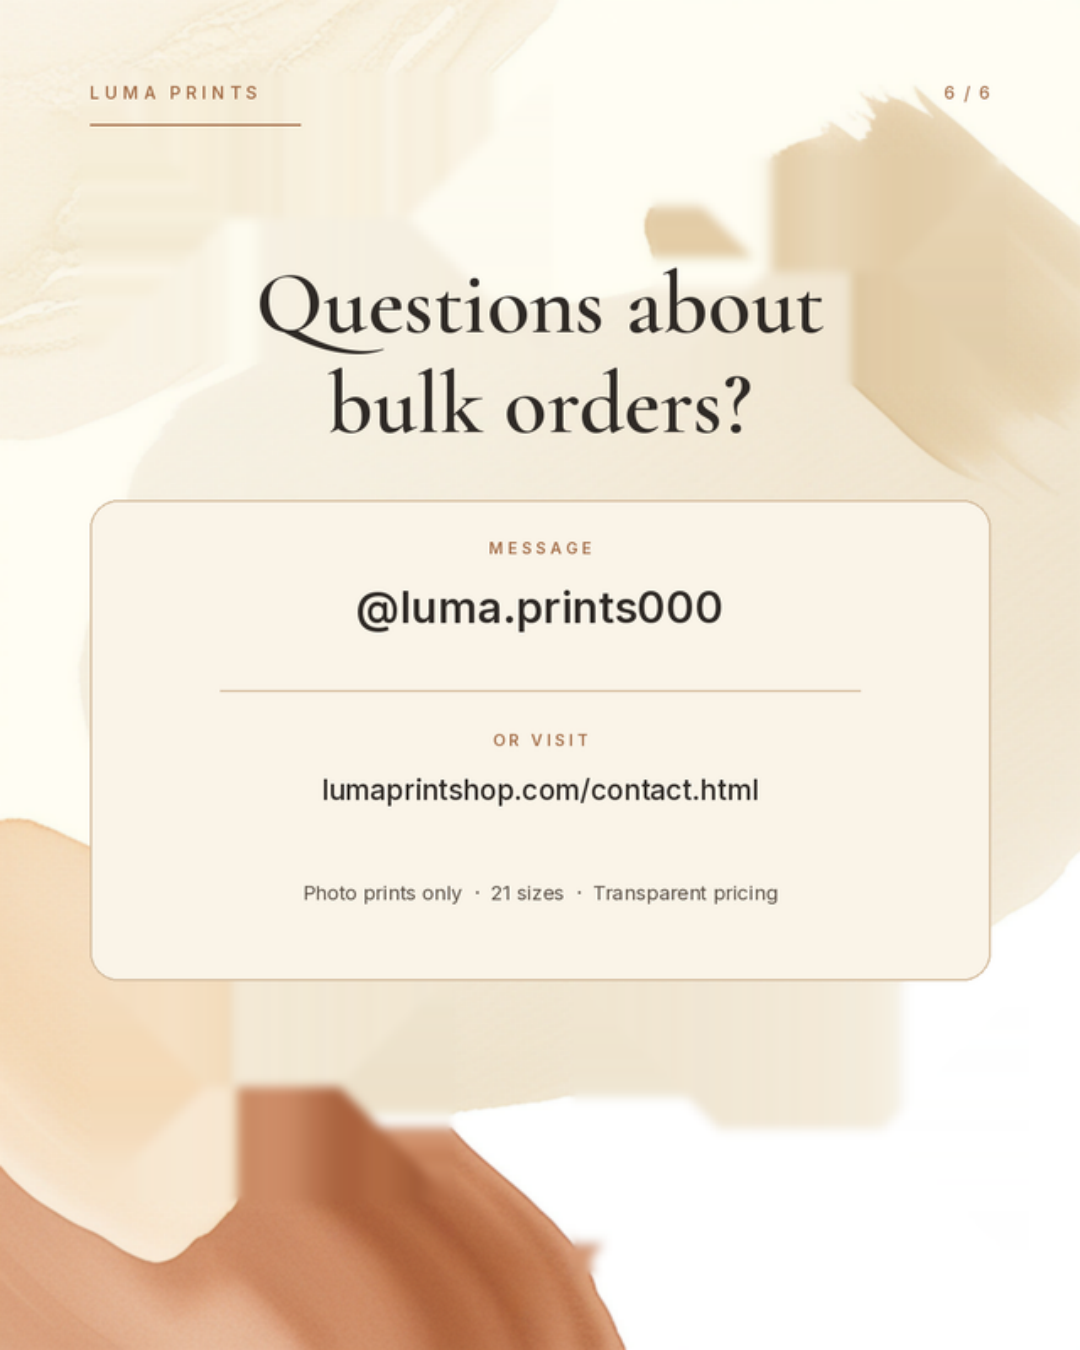 LUMA PRINTS
6 / 6
Questions about
bulk orders?
MESSAGE
@luma.prints000
OR VISIT
lumaprintshop.com/contact.html
Photo prints only · 21 sizes · Transparent pricing